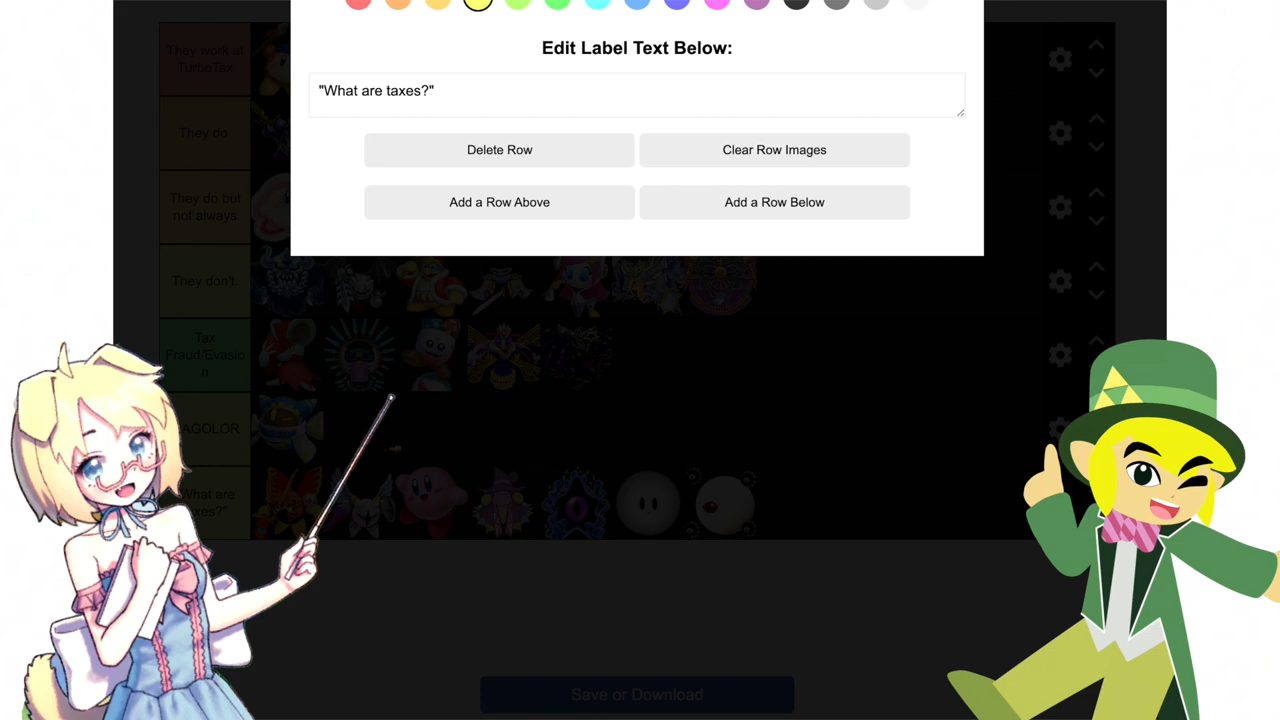 Edit Label Text Below:
"What are taxes?"
Delete Row
Clear Row Images
Add a Row Above
Add a Row Below
They work at
TurboTax
They do
They do but
not always
They don't
Tax
Fraud/Evasio
n
AGOLOR
"What are
xes?"
Save or Download